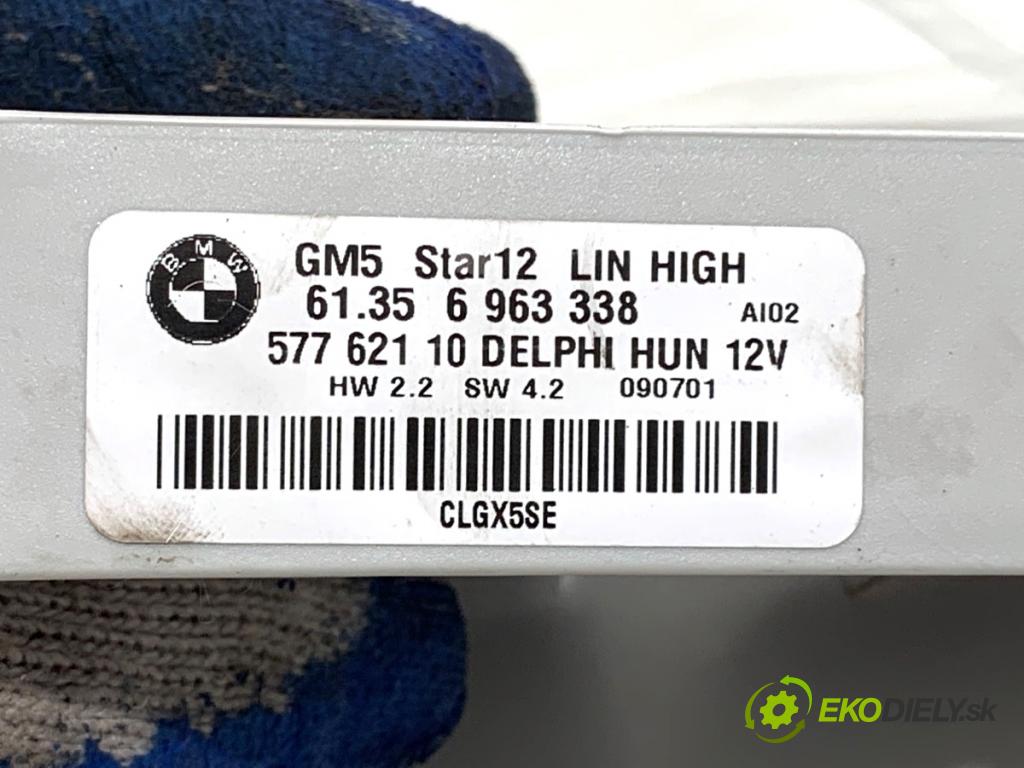 BMW
GM5 Star12 LIN HIGH
61.35 6 963 338 AI02
577 621 10 DELPHI HUN 12V
HW 2.2 SW 4.2 090701
CLGX5SE
EKODIELY.sk